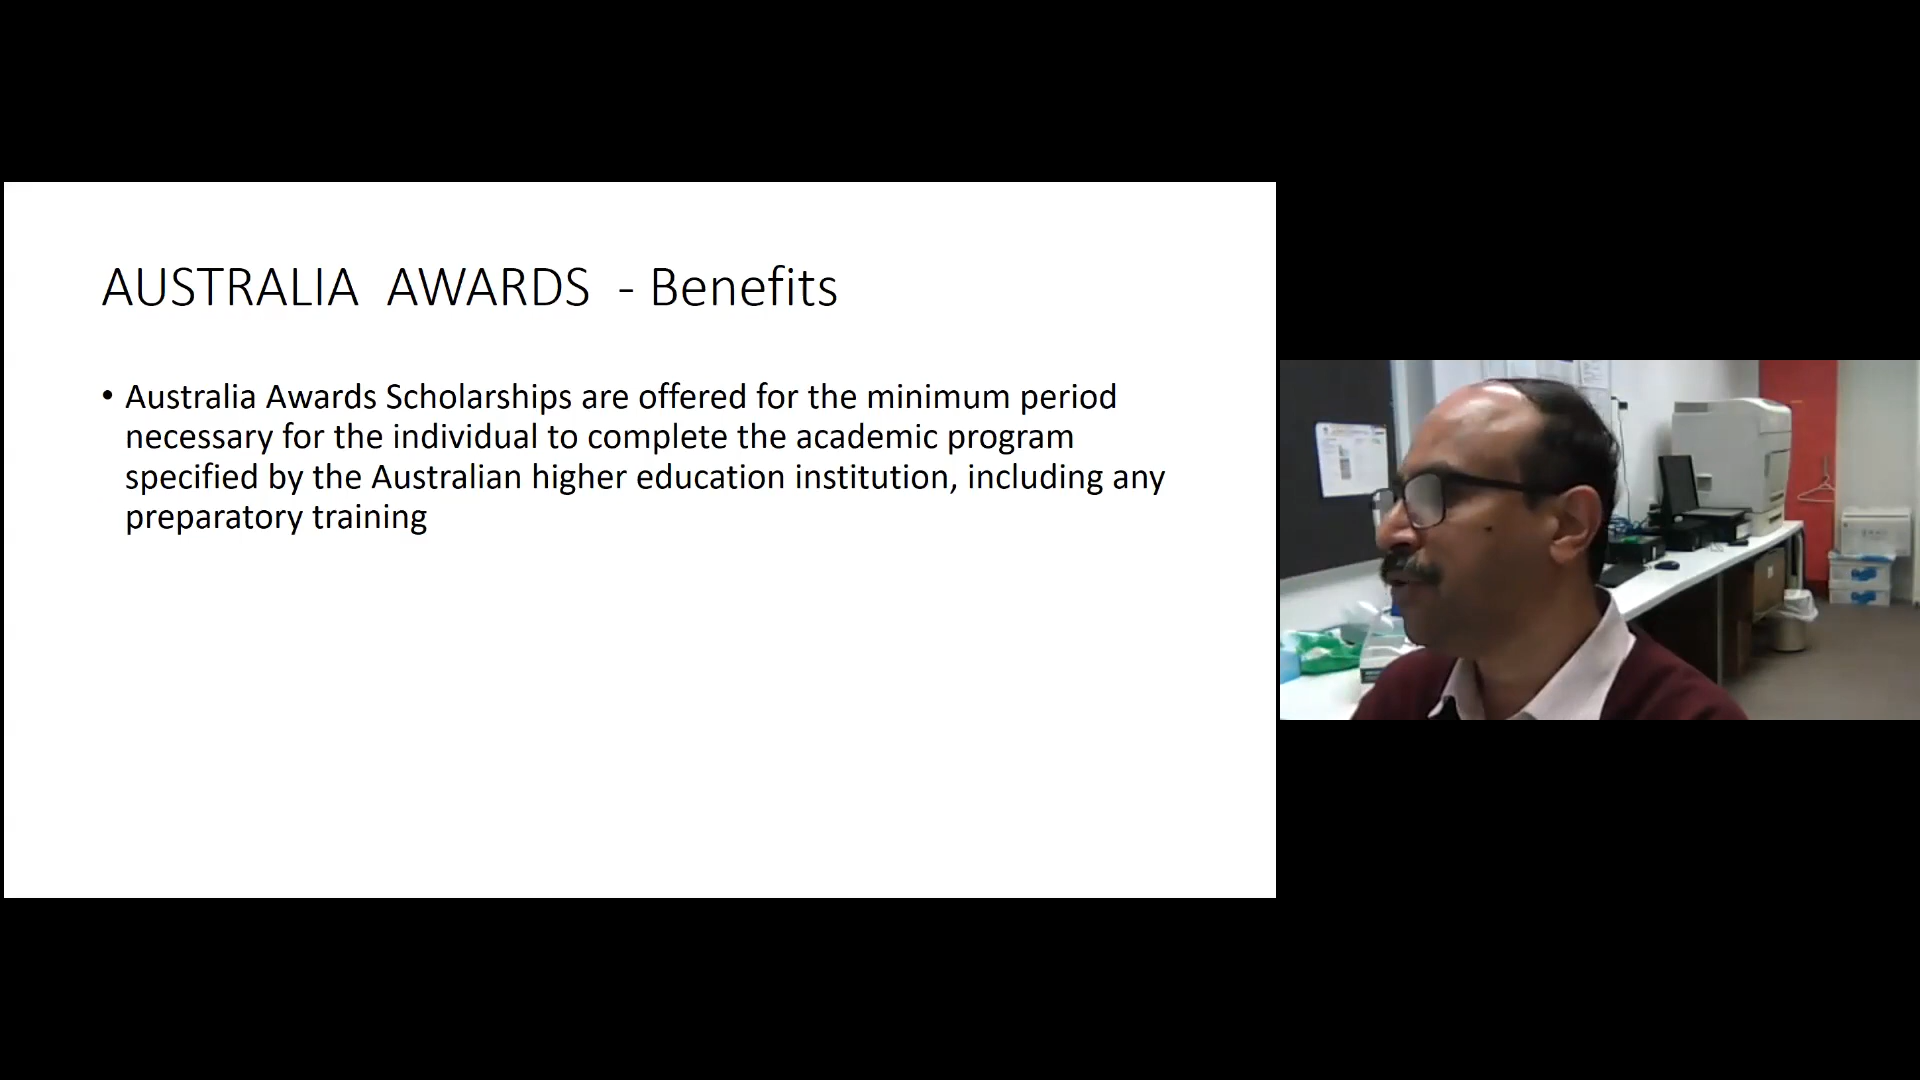 AUSTRALIA AWARDS - Benefits
• Australia Awards Scholarships are offered for the minimum period
necessary for the individual to complete the academic program
specified by the Australian higher education institution, including any
preparatory training